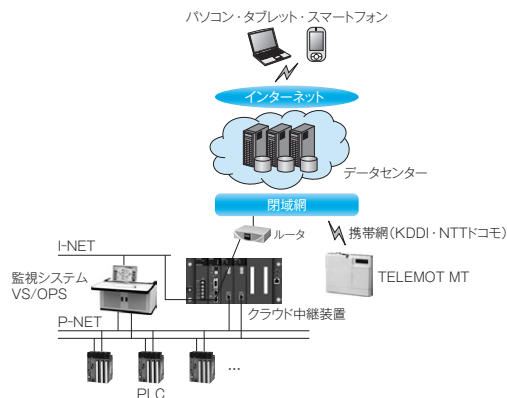 パソコン・タブレット・スマートフォン
インターネット
データセンター
閉域網
ルータ
携帯網(KDDI・NTTドコモ)
I-NET
監視システム
VS/OPS
TELEMOT MT
クラウド中継装置
P-NET
...
PLC